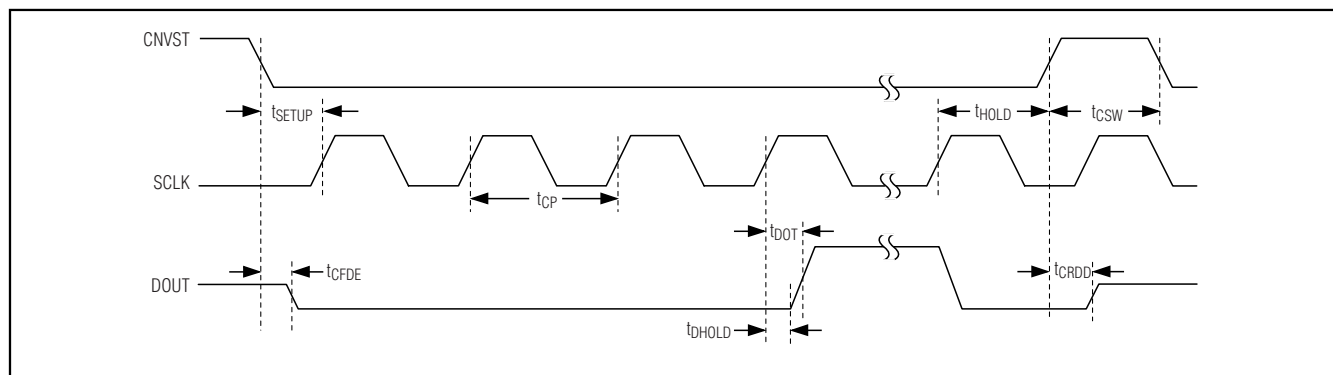 CNVST
tSETUP
tHOLD
tCSW
SCLK
tCP
tDOT
tCFDE
tCRDD
DOUT
tDHOLD